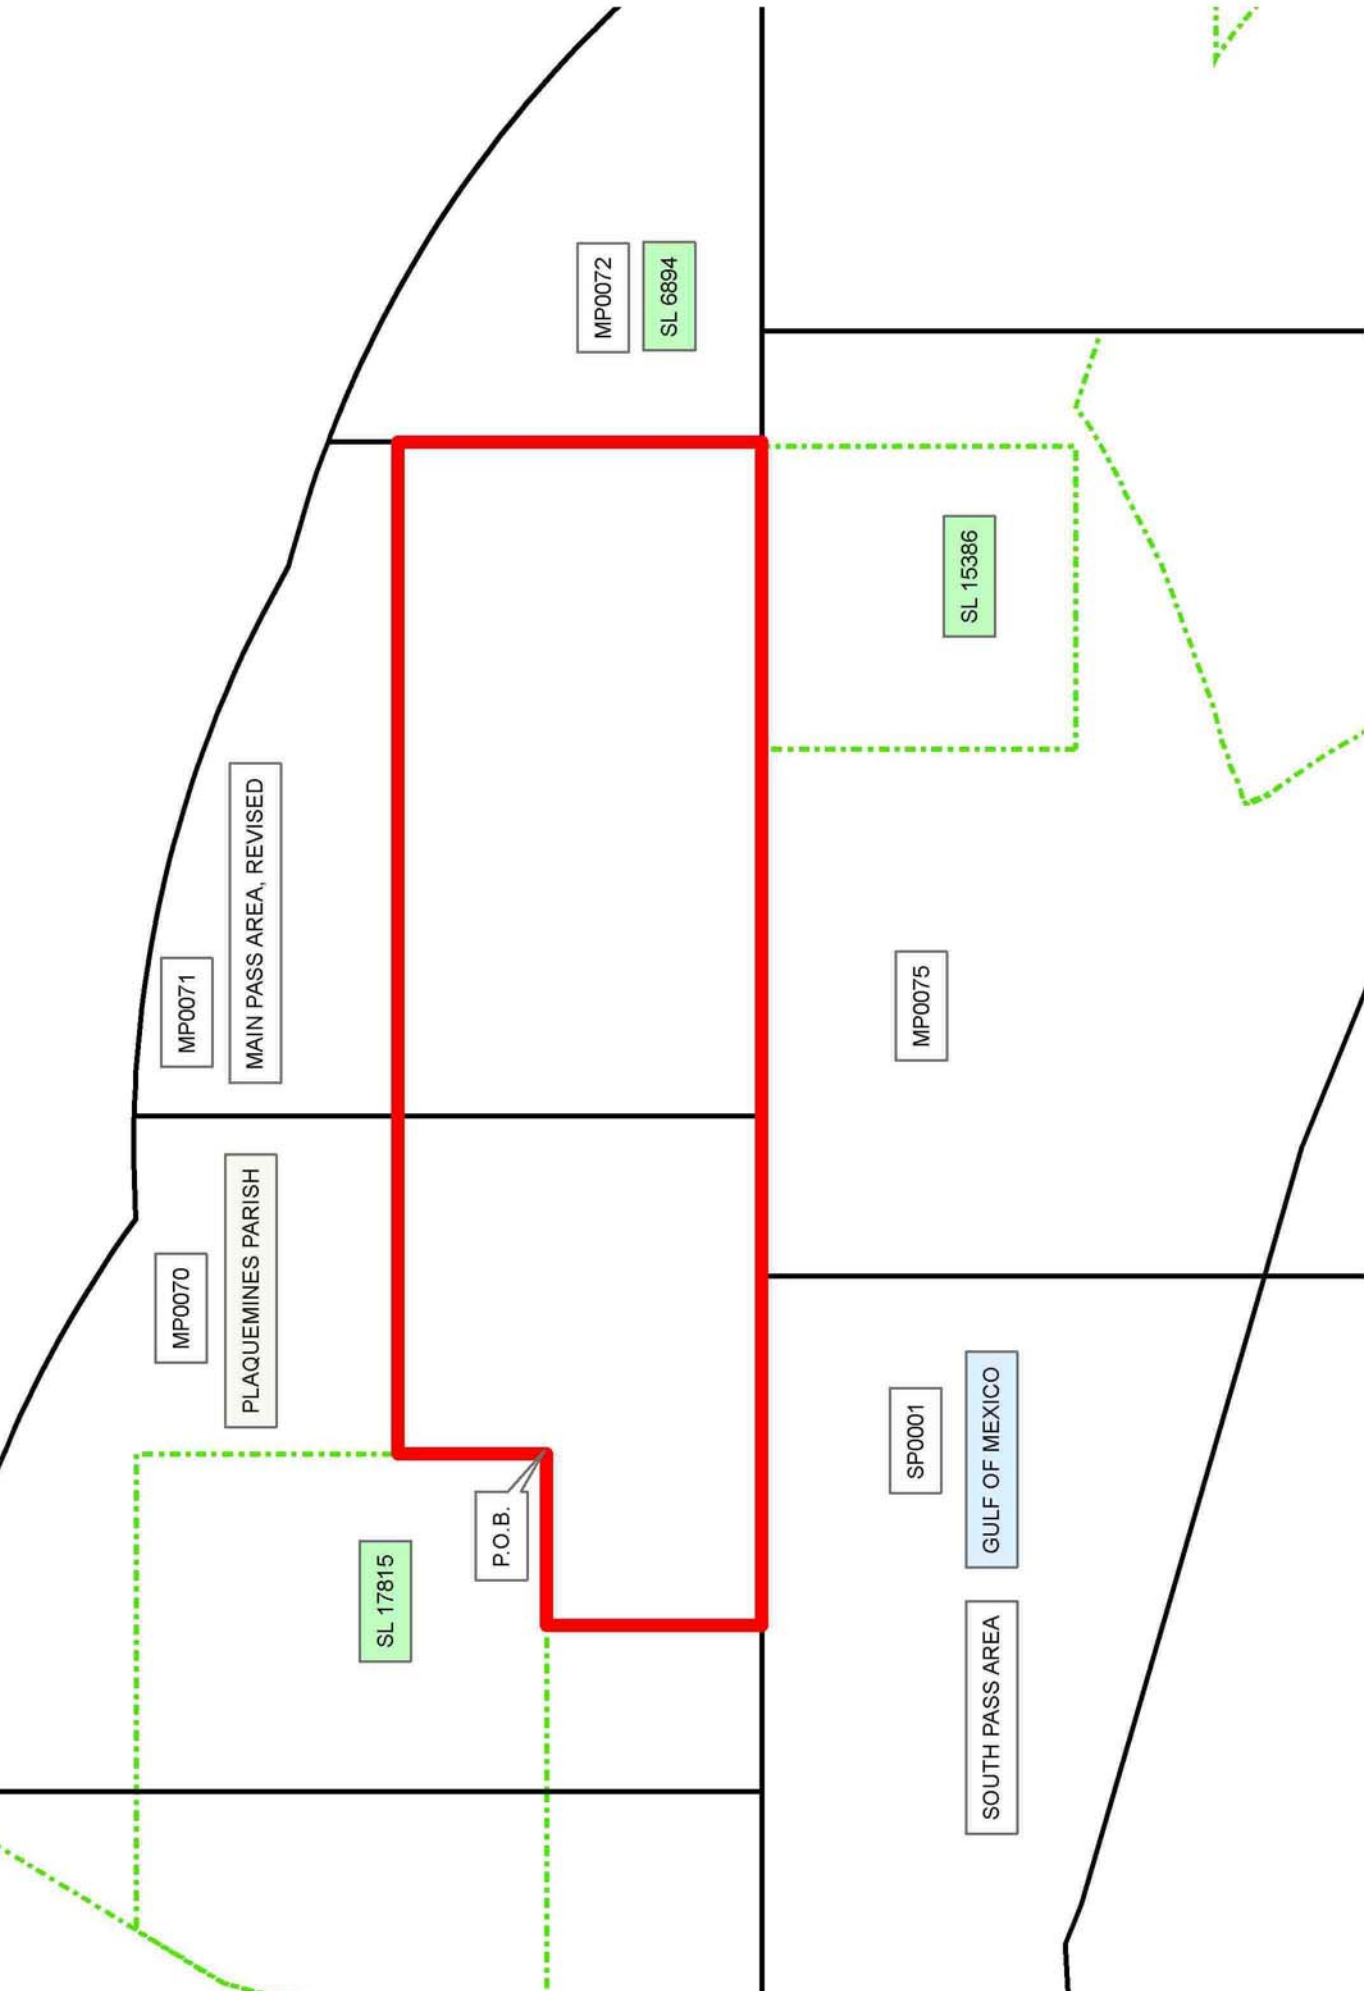 MP0070
PLAQUEMINES PARISH
MP0071
MAIN PASS AREA, REVISED
SL 17815
P.O.B.
MP0072
SL 6894
SP0001
MP0075
SL 15386
SOUTH PASS AREA
GULF OF MEXICO